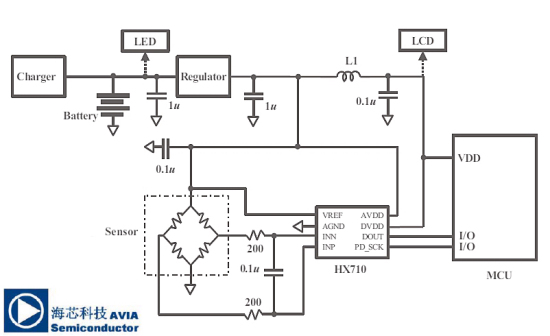 LED
LCD
Charger
Regulator
L1
Battery
1u
1u
0.1u
0.1u
VDD
Sensor
VREF AVDD
AGND DVDD
INN DOUT
INP PD_SCK
I/O
I/O
200
0.1u
HX710
MCU
200
海芯科技 AVIA
Semiconductor